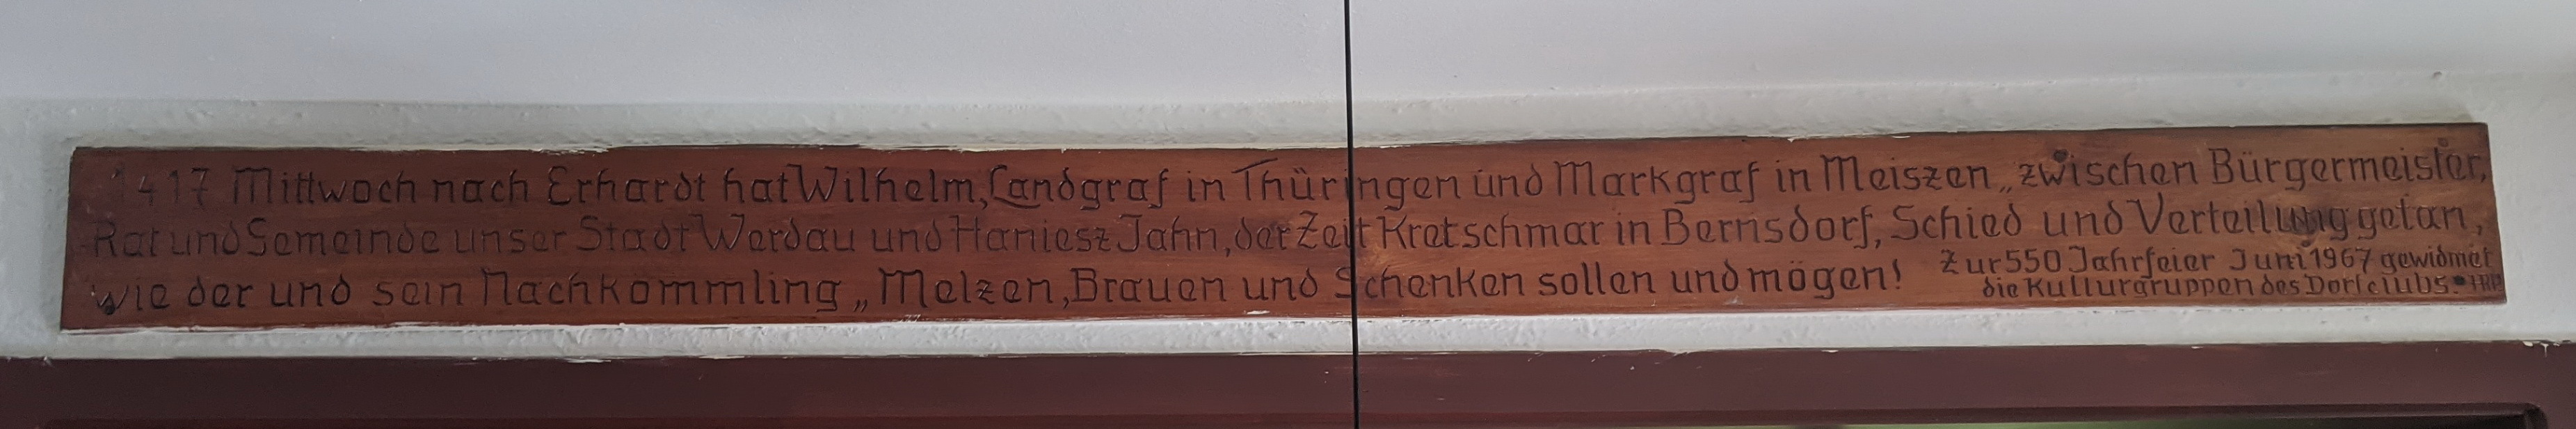 1417 Mittwoch nach Erhardt hat Wilhelm, Landgraf in Thüringen und Markgraf in Meiszen „zwischen Bürgermeister,
Rat und Gemeinde unser Stadt Werdau und Haniesz Jahn, der Zeit Kretschmar in Bernsdorf, Schied und Verteilung getan,
wie der und sein Nachkommling „Melzen, Brauen und Schenken sollen und mögen!
Zur 550 Jahrfeier Juni 1967 gewidmet
die Kulturgruppen des Dorfclubs.